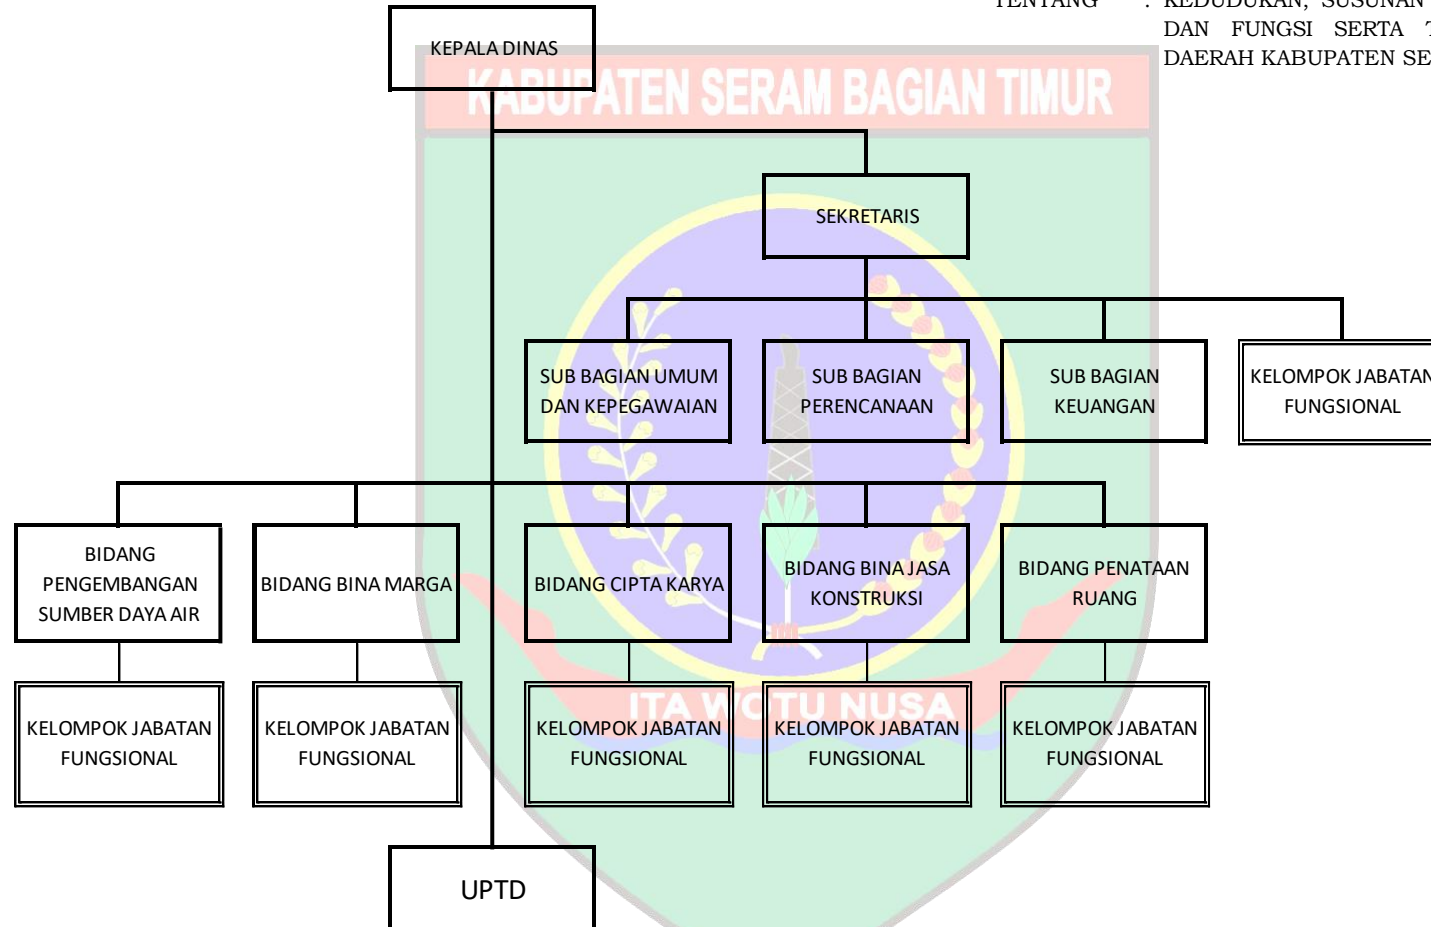 TENTANG : KEDUDUKAN, SUSUNAN
DAN FUNGSI SERTA
DAERAH KABUPATEN
KEPALA DINAS
KABUPATEN SERAM BAGIAN TIMUR
SEKRETARIS
SUB BAGIAN UMUM
DAN KEPEGAWAIAN
SUB BAGIAN
PERENCANAAN
SUB BAGIAN
KEUANGAN
KELOMPOK JABATAN
FUNGSIONAL
BIDANG
PENGEMBANGAN
SUMBER DAYA AIR
BIDANG BINA MARGA
BIDANG CIPTA KARYA
BIDANG BINA JASA
KONSTRUKSI
BIDANG PENATAAN
RUANG
ITA WOTU NUSA
KELOMPOK JABATAN
FUNGSIONAL
KELOMPOK JABATAN
FUNGSIONAL
KELOMPOK JABATAN
FUNGSIONAL
KELOMPOK JABATAN
FUNGSIONAL
KELOMPOK JABATAN
FUNGSIONAL
UPTD